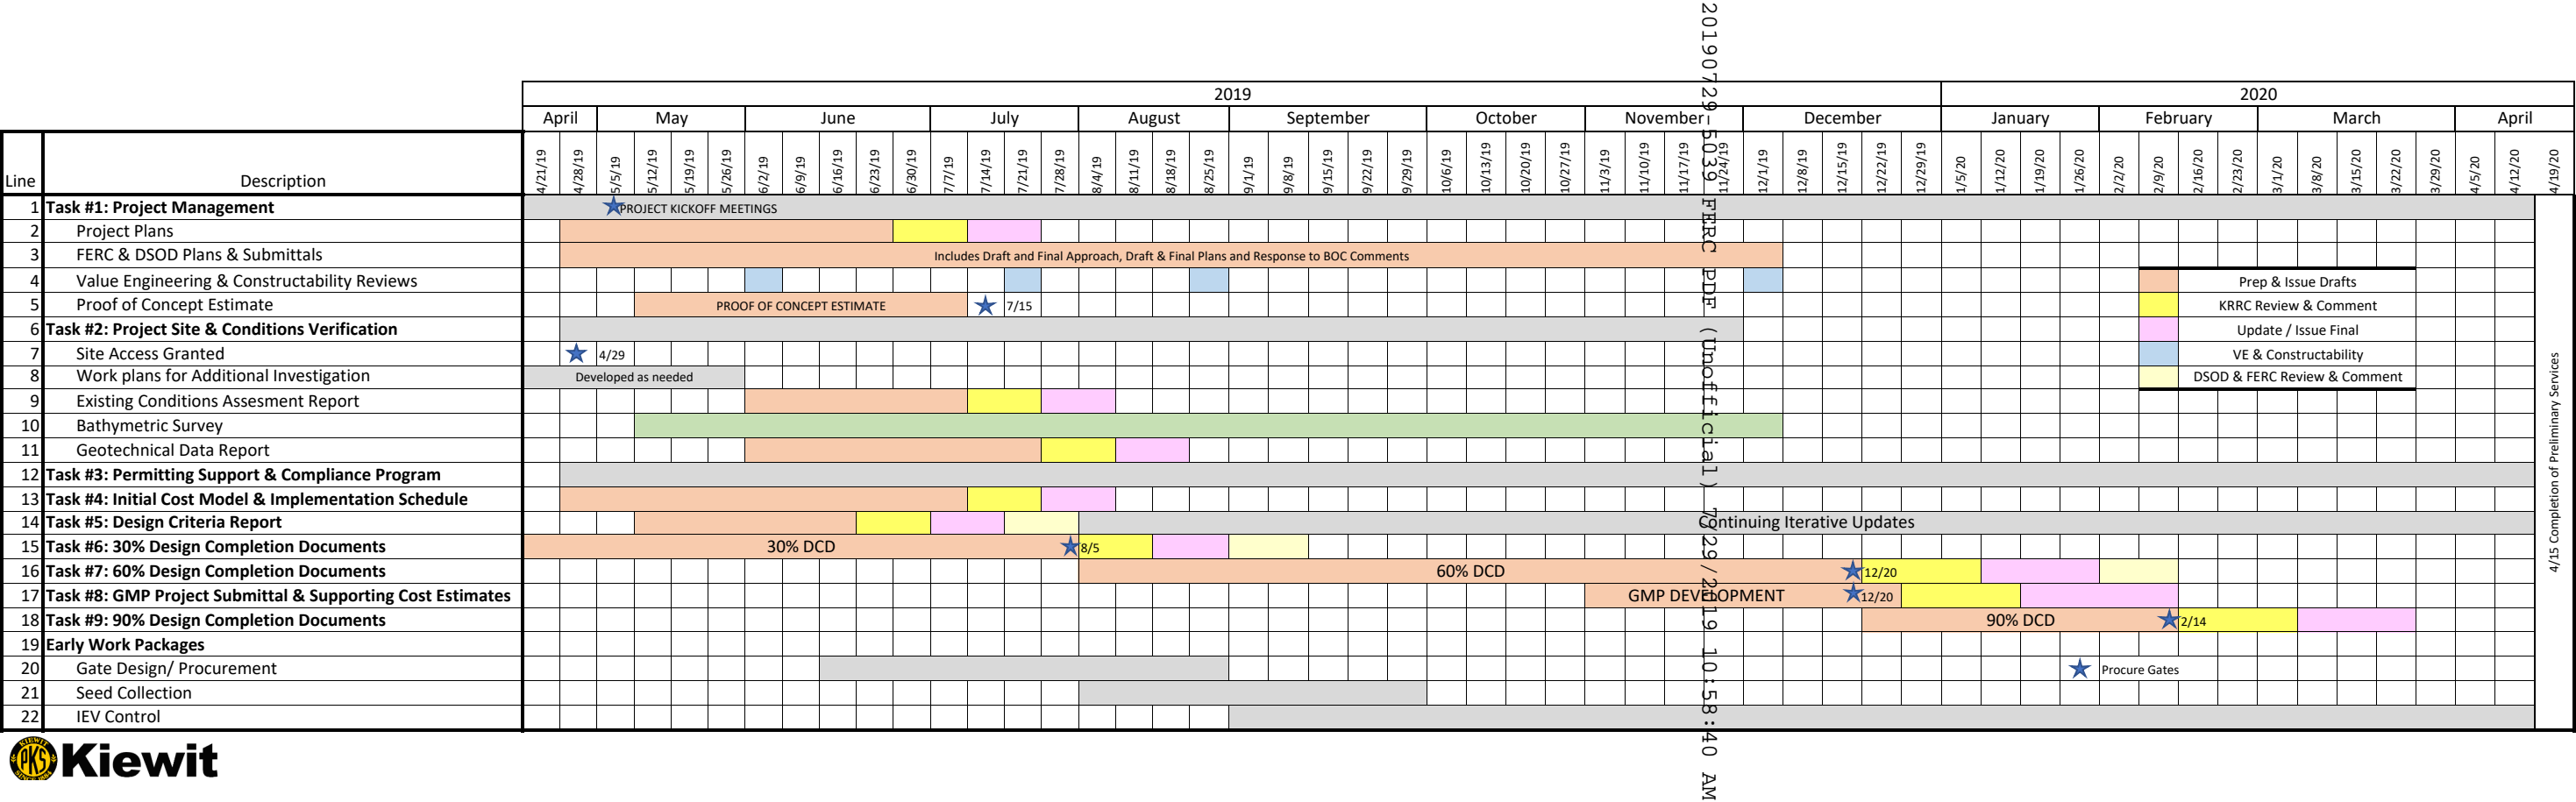 20190729-5039 FERC PDF (Unofficial) 7/29/2019 10:58:40 AM
2019 2020
April May June July August September October November December January February March April
Line Description 4/21/19 4/28/19 5/5/19 5/12/19 5/19/19 5/26/19 6/2/19 6/9/19 6/16/19 6/23/19 6/30/19 7/7/19 7/14/19 7/21/19 7/28/19 8/4/19 8/11/19 8/18/19 8/25/19 9/1/19 9/8/19 9/15/19 9/22/19 9/29/19 10/6/19 10/13/19 10/20/19 10/27/19 11/3/19 11/10/19 11/17/19 11/24/19 12/1/19 12/8/19 12/15/19 12/22/19 12/29/19 1/5/20 1/12/20 1/19/20 1/26/20 2/2/20 2/9/20 2/16/20 2/23/20 3/1/20 3/8/20 3/15/20 3/22/20 3/29/20 4/5/20 4/12/20 4/19/20
1 Task #1: Project Management PROJECT KICKOFF MEETINGS
2 Project Plans
3 FERC & DSOD Plans & Submittals Includes Draft and Final Approach, Draft & Final Plans and Response to BOC Comments
4 Value Engineering & Constructability Reviews Prep & Issue Drafts
5 Proof of Concept Estimate PROOF OF CONCEPT ESTIMATE 7/15 KRRC Review & Comment
6 Task #2: Project Site & Conditions Verification Update / Issue Final
7 Site Access Granted 4/29 VE & Constructability
8 Work plans for Additional Investigation Developed as needed DSOD & FERC Review & Comment
9 Existing Conditions Assesment Report
10 Bathymetric Survey
11 Geotechnical Data Report
12 Task #3: Permitting Support & Compliance Program
13 Task #4: Initial Cost Model & Implementation Schedule
14 Task #5: Design Criteria Report Continuing Iterative Updates
15 Task #6: 30% Design Completion Documents 30% DCD 8/5
16 Task #7: 60% Design Completion Documents 60% DCD 12/20
17 Task #8: GMP Project Submittal & Supporting Cost Estimates GMP DEVELOPMENT 12/20
18 Task #9: 90% Design Completion Documents 90% DCD 2/14
19 Early Work Packages
20 Gate Design/ Procurement Procure Gates
21 Seed Collection
22 IEV Control
4/15 Completion of Preliminary Services
KIEWIT
PKS
SINCE 1884
Kiewit